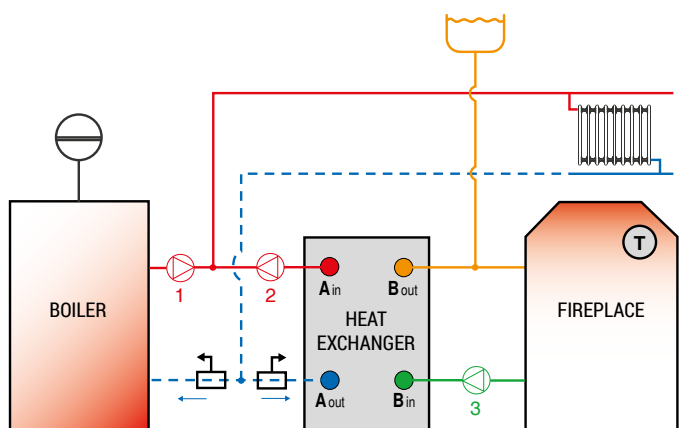 T
BOILER
1
2
A in
B out
HEAT
EXCHANGER
FIREPLACE
A out
B in
3